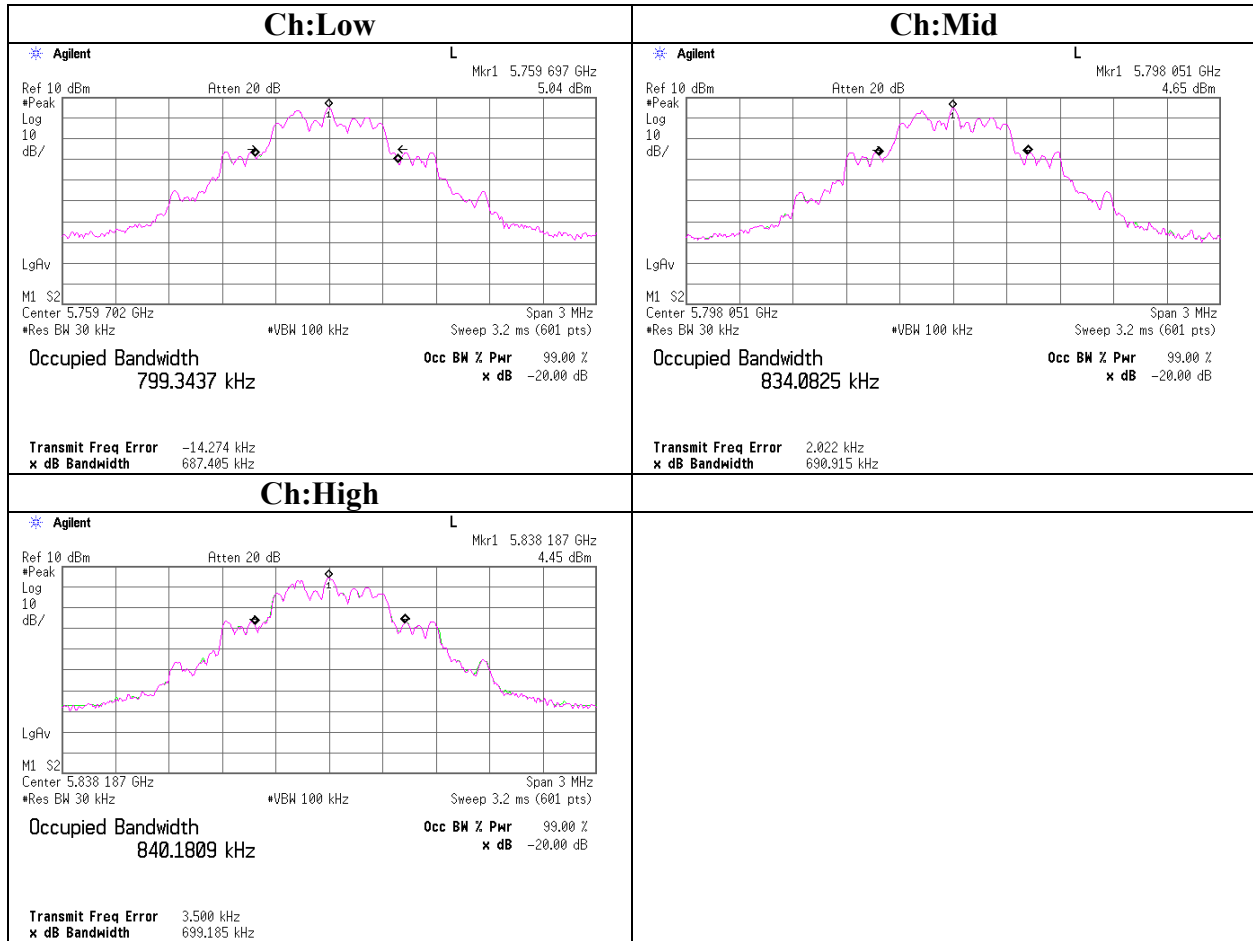 Ch:Low
Agilent
L
Mkr1 5.759 697 GHz
Ref 10 dBm Atten 20 dB 5.04 dBm
#Peak
Log
10
dB/
1
LgAv
M1 S2
Center 5.759 702 GHz Span 3 MHz
#Res BW 30 kHz #VBW 100 kHz Sweep 3.2 ms (601 pts)
Occupied Bandwidth Occ BW % Pwr 99.00 %
799.3437 kHz x dB -20.00 dB
Transmit Freq Error -14.274 kHz
x dB Bandwidth 687.405 kHz
Ch:Mid
Agilent
L
Mkr1 5.798 051 GHz
Ref 10 dBm Atten 20 dB 4.65 dBm
#Peak
Log
10
dB/
1
LgAv
M1 S2
Center 5.798 051 GHz Span 3 MHz
#Res BW 30 kHz #VBW 100 kHz Sweep 3.2 ms (601 pts)
Occupied Bandwidth Occ BW % Pwr 99.00 %
834.0825 kHz x dB -20.00 dB
Transmit Freq Error 2.022 kHz
x dB Bandwidth 690.915 kHz
Ch:High
Agilent
L
Mkr1 5.838 187 GHz
Ref 10 dBm Atten 20 dB 4.45 dBm
#Peak
Log
10
dB/
1
LgAv
M1 S2
Center 5.838 187 GHz Span 3 MHz
#Res BW 30 kHz #VBW 100 kHz Sweep 3.2 ms (601 pts)
Occupied Bandwidth Occ BW % Pwr 99.00 %
840.1809 kHz x dB -20.00 dB
Transmit Freq Error 3.500 kHz
x dB Bandwidth 699.185 kHz